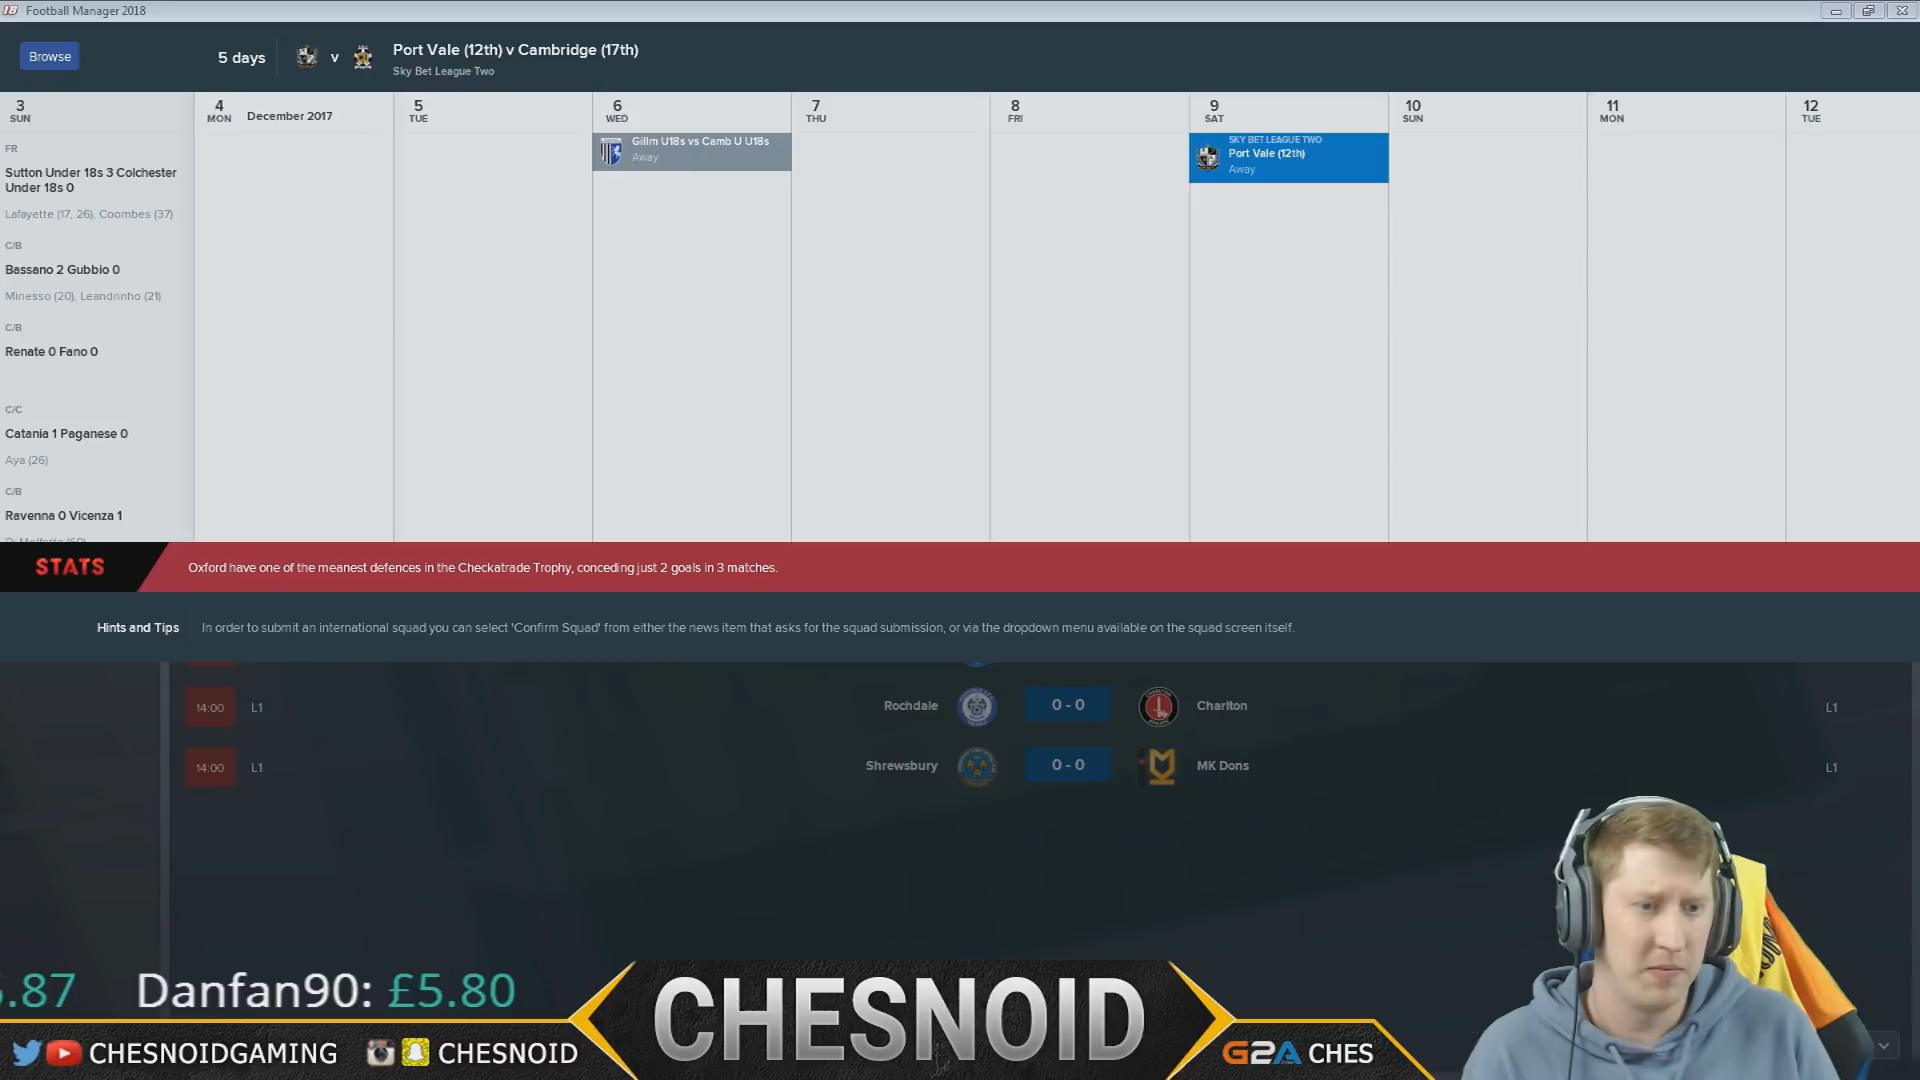 Football Manager 2018
Browse
5 days
v
Port Vale (12th) v Cambridge (17th)
Sky Bet League Two
3
SUN
4
MON
December 2017
5
TUE
6
WED
7
THU
8
FRI
9
SAT
10
SUN
11
MON
12
TUE
Gillm U18s vs Camb U U18s
Away
SKY BET LEAGUE TWO
Port Vale (12th)
Away
FR
Sutton Under 18s 3 Colchester
Under 18s 0
Lafayette (17, 26), Coombes (37)
C/B
Bassano 2 Gubbio 0
Minesso (20), Leandrinho (21)
C/B
Renate 0 Fano 0
C/C
Catania 1 Paganese 0
Aya (26)
C/B
Ravenna 0 Vicenza 1
STATS
Oxford have one of the meanest defences in the Checkatrade Trophy, conceding just 2 goals in 3 matches.
Hints and Tips
In order to submit an international squad you can select 'Confirm Squad' from either the news item that asks for the squad submission, or via the dropdown menu available on the squad screen itself.
14:00 L1 Rochdale 0 - 0 Charlton L1
14:00 L1 Shrewsbury 0 - 0 MK Dons L1
.87 Danfan90: £5.80
CHESNOID
CHESNOIDGAMING
CHESNOID
G2A CHES